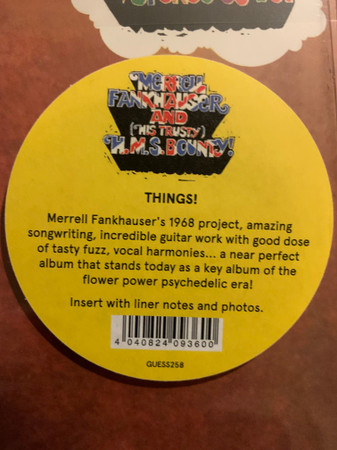 MERRELL
FANKHAUSER
AND
(HIS TRUSTY)
H.M.S. BOUNTY!
THINGS!
Merrell Fankhauser's 1968 project, amazing
songwriting, incredible guitar work with good dose
of tasty fuzz, vocal harmonies... a near perfect
album that stands today as a key album of the
flower power psychedelic era!
Insert with liner notes and photos.
4 040824 093600
GUESS258